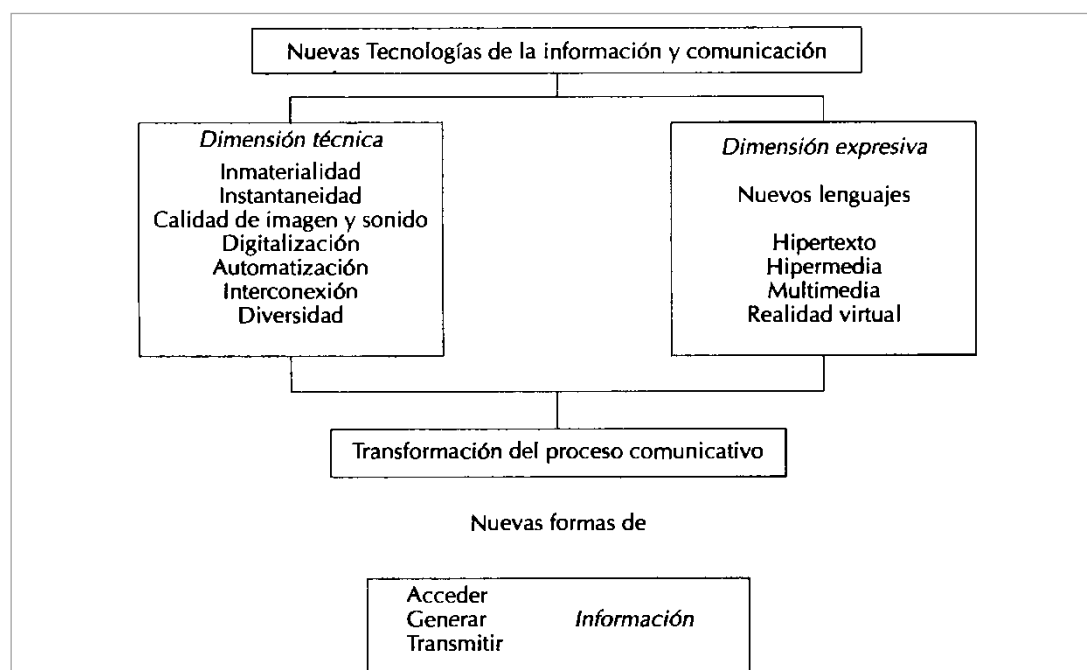 Nuevas Tecnologías de la información y comunicación
Dimensión técnica
Inmaterialidad
Instantaneidad
Calidad de imagen y sonido
Digitalización
Automatización
Interconexión
Diversidad
Dimensión expresiva
Nuevos lenguajes
Hipertexto
Hipermedia
Multimedia
Realidad virtual
Transformación del proceso comunicativo
Nuevas formas de
Acceder
Generar
Transmitir
Información